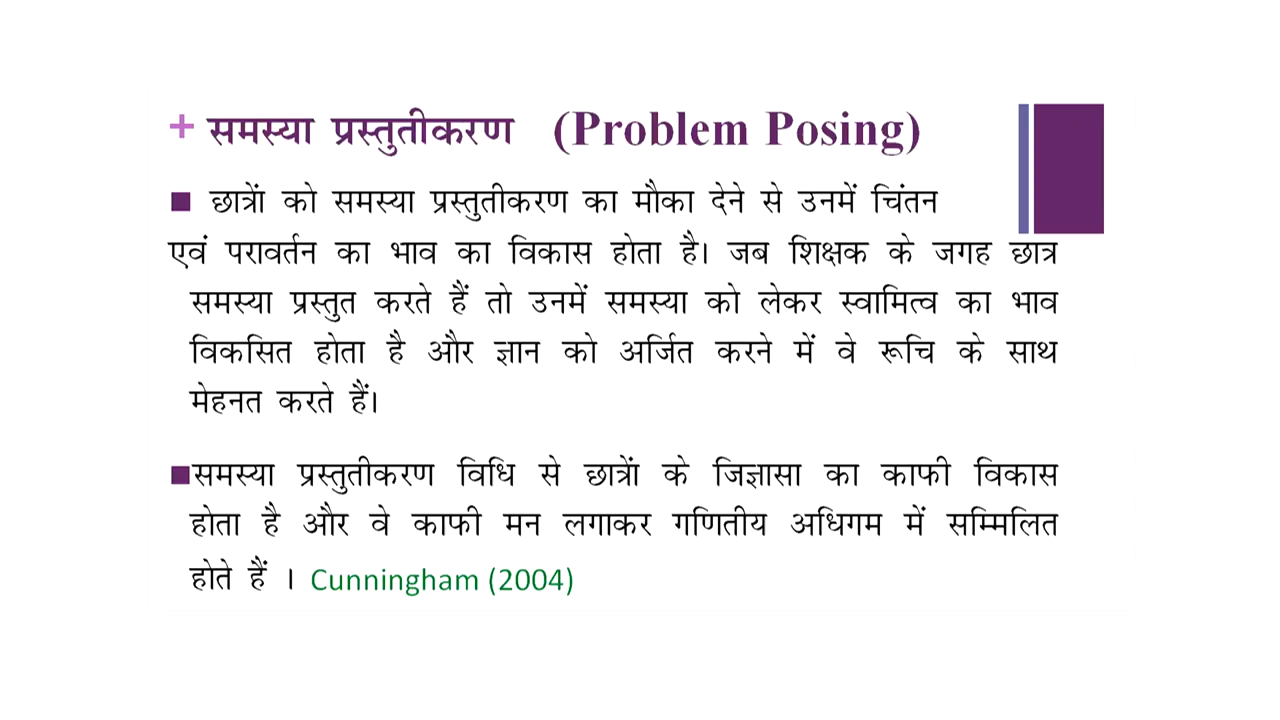 + समस्या प्रस्तुतीकरण (Problem Posing)
■ छात्रों को समस्या प्रस्तुतीकरण का मौका देने से उनमें चिंतन
एवं परावर्तन का भाव का विकास होता है। जब शिक्षक के जगह छात्र
समस्या प्रस्तुत करते हैं तो उनमें समस्या को लेकर स्वामित्व का भाव
विकसित होता है और ज्ञान को अर्जित करने में वे रूचि के साथ
मेहनत करते हैं।
■समस्या प्रस्तुतीकरण विधि से छात्रों के जिज्ञासा का काफी विकास
होता है और वे काफी मन लगाकर गणितीय अधिगम में सम्मिलित
होते हैं । Cunningham (2004)